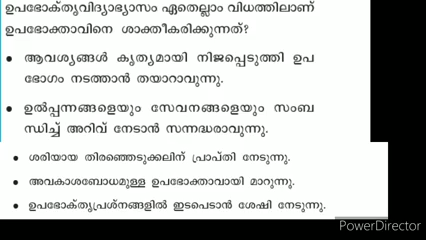 ഉപഭോക്തൃവിദ്യാഭ്യാസം ഏതെല്ലാം വിധത്തിലാണ്
ഉപഭോക്താവിനെ ശാക്തീകരിക്കുന്നത്?
• ആവശ്യങ്ങൾ കൃത്യമായി നിജപ്പെടുത്തി ഉപ
ഭോഗം നടത്താൻ തയാറാവുന്നു.
• ഉൽപ്പന്നങ്ങളെയും സേവനങ്ങളെയും സംബ
ന്ധിച്ച് അറിവ് നേടാൻ സന്നദ്ധരാവുന്നു.
• ശരിയായ തിരഞ്ഞെടുക്കലിന് പ്രാപ്തി നേടുന്നു.
• അവകാശബോധമുള്ള ഉപഭോക്താവായി മാറുന്നു.
• ഉപഭോക്തൃപ്രശ്നങ്ങളിൽ ഇടപെടാൻ ശേഷി നേടുന്നു.
PowerDirector